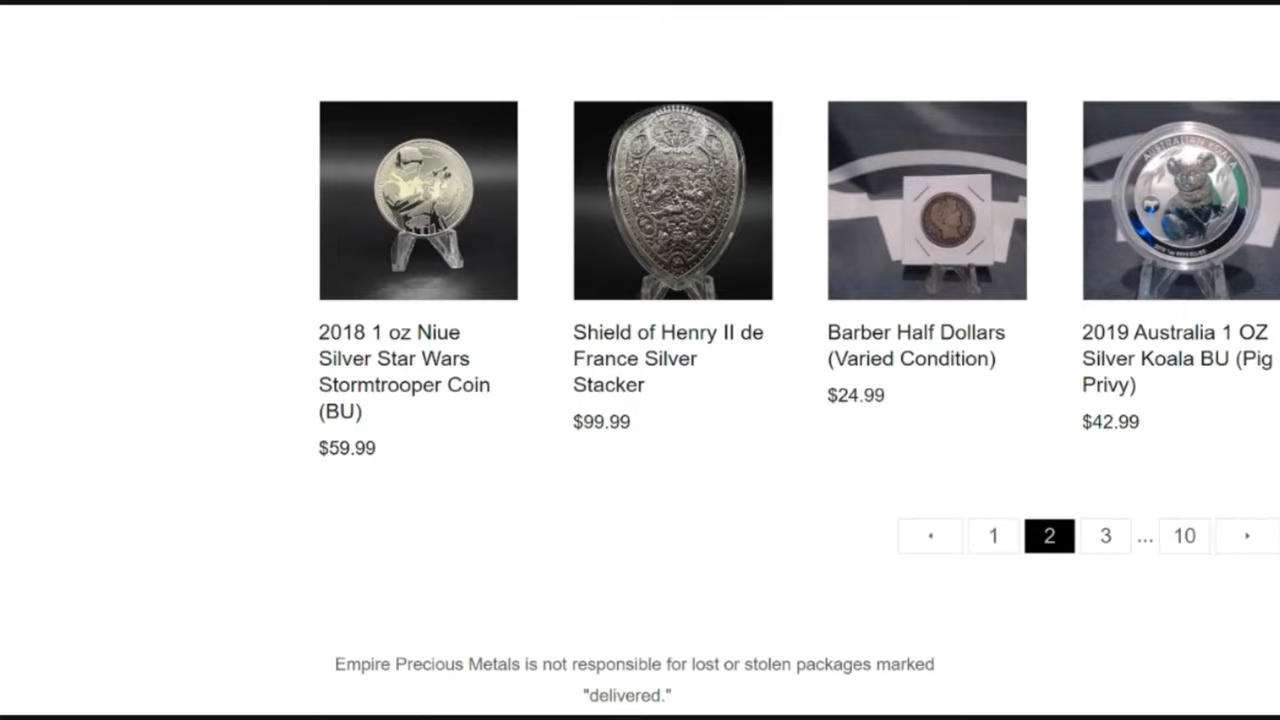 AUSTRALIAN KOALA
2018 1 oz Niue
Silver Star Wars
Stormtrooper Coin
(BU)
$59.99
Shield of Henry II de
France Silver
Stacker
$99.99
Barber Half Dollars
(Varied Condition)
$24.99
2019 Australia 1 OZ
Silver Koala BU (Pig
Privy)
$42.99
1 2 3 ... 10
Empire Precious Metals is not responsible for lost or stolen packages marked
"delivered."